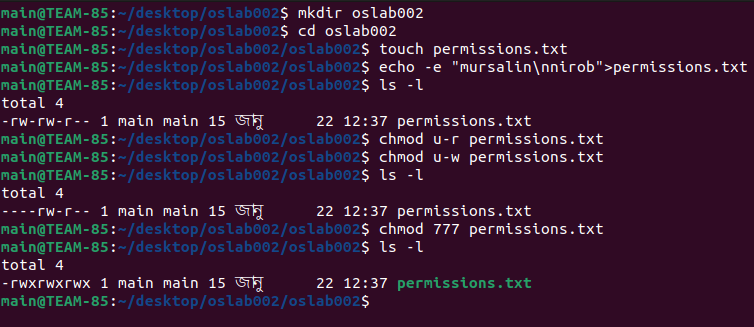 main@TEAM-85:~/desktop/oslab002$ mkdir oslab002
main@TEAM-85:~/desktop/oslab002$ cd oslab002
main@TEAM-85:~/desktop/oslab002/oslab002$ touch permissions.txt
main@TEAM-85:~/desktop/oslab002/oslab002$ echo -e "mursalin\nnirob">permissions.txt
main@TEAM-85:~/desktop/oslab002/oslab002$ ls -l
total 4
-rw-rw-r-- 1 main main 15 জানু 22 12:37 permissions.txt
main@TEAM-85:~/desktop/oslab002/oslab002$ chmod u-r permissions.txt
main@TEAM-85:~/desktop/oslab002/oslab002$ chmod u-w permissions.txt
main@TEAM-85:~/desktop/oslab002/oslab002$ ls -l
total 4
----rw-r-- 1 main main 15 জানু 22 12:37 permissions.txt
main@TEAM-85:~/desktop/oslab002/oslab002$ chmod 777 permissions.txt
main@TEAM-85:~/desktop/oslab002/oslab002$ ls -l
total 4
-rwxrwxrwx 1 main main 15 জানু 22 12:37 permissions.txt
main@TEAM-85:~/desktop/oslab002/oslab002$